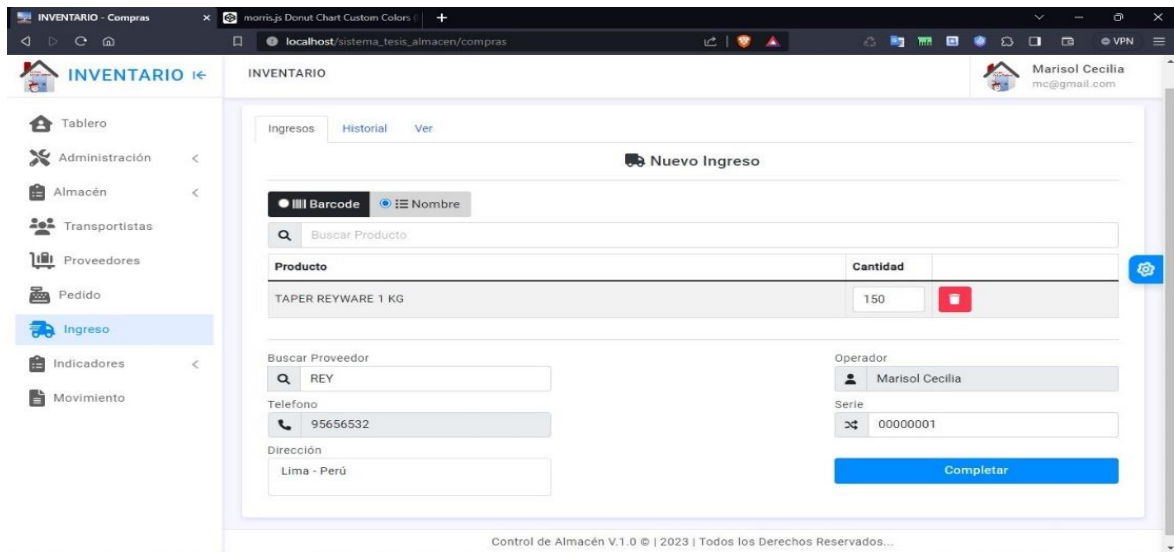 INVENTARIO - Compras
morris.js Donut Chart Custom Colors
localhost/sistema_tesis_almacen/compras
VPN
INVENTARIO
INVENTARIO
Marisol Cecilia
mc@gmail.com
Tablero
Administración
Almacén
Transportistas
Proveedores
Pedido
Ingreso
Indicadores
Movimiento
Ingresos Historial Ver
Nuevo Ingreso
Barcode Nombre
Buscar Producto
Producto Cantidad
TAPER REYWARE 1 KG 150
Buscar Proveedor Operador
REY Marisol Cecilia
Telefono Serie
95656532 00000001
Dirección
Lima - Perú Completar
Control de Almacén V.1.0 © | 2023 | Todos los Derechos Reservados...